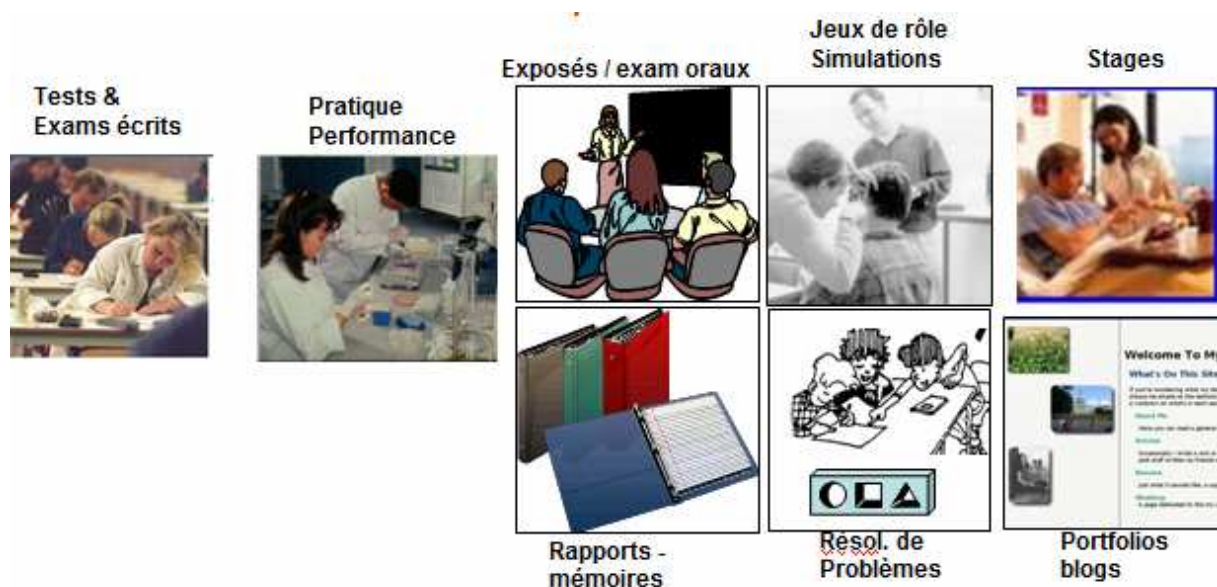 Jeux de rôle
Simulations
Exposés / exam oraux
Stages
Tests &
Exams écrits
Pratique
Performance
Welcome To My
What's On This Site
Rapports -
mémoires
Résol. de
Problèmes
Portfolios
blogs